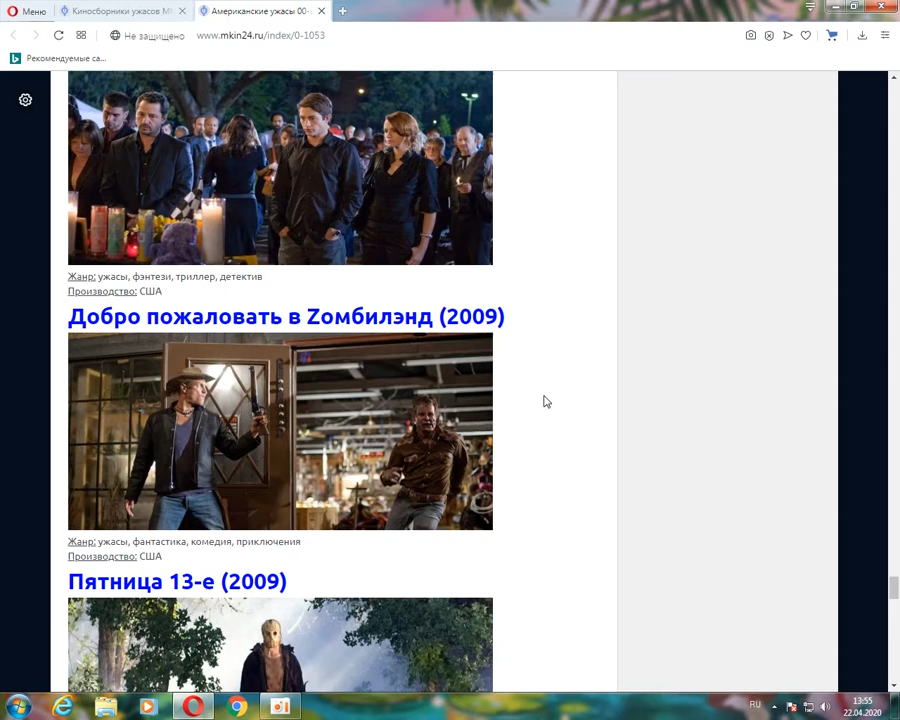 Меню
Киносборники ужасов МК
Американские ужасы 00-
Не защищено
www.mkin24.ru/index/0-1053
Рекомендуемые са...
Жанр: ужасы, фэнтези, триллер, детектив
Производство: США
Добро пожаловать в Zомбилэнд (2009)
Жанр: ужасы, фантастика, комедия, приключения
Производство: США
Пятница 13-е (2009)
RU
13:55
22.04.2020